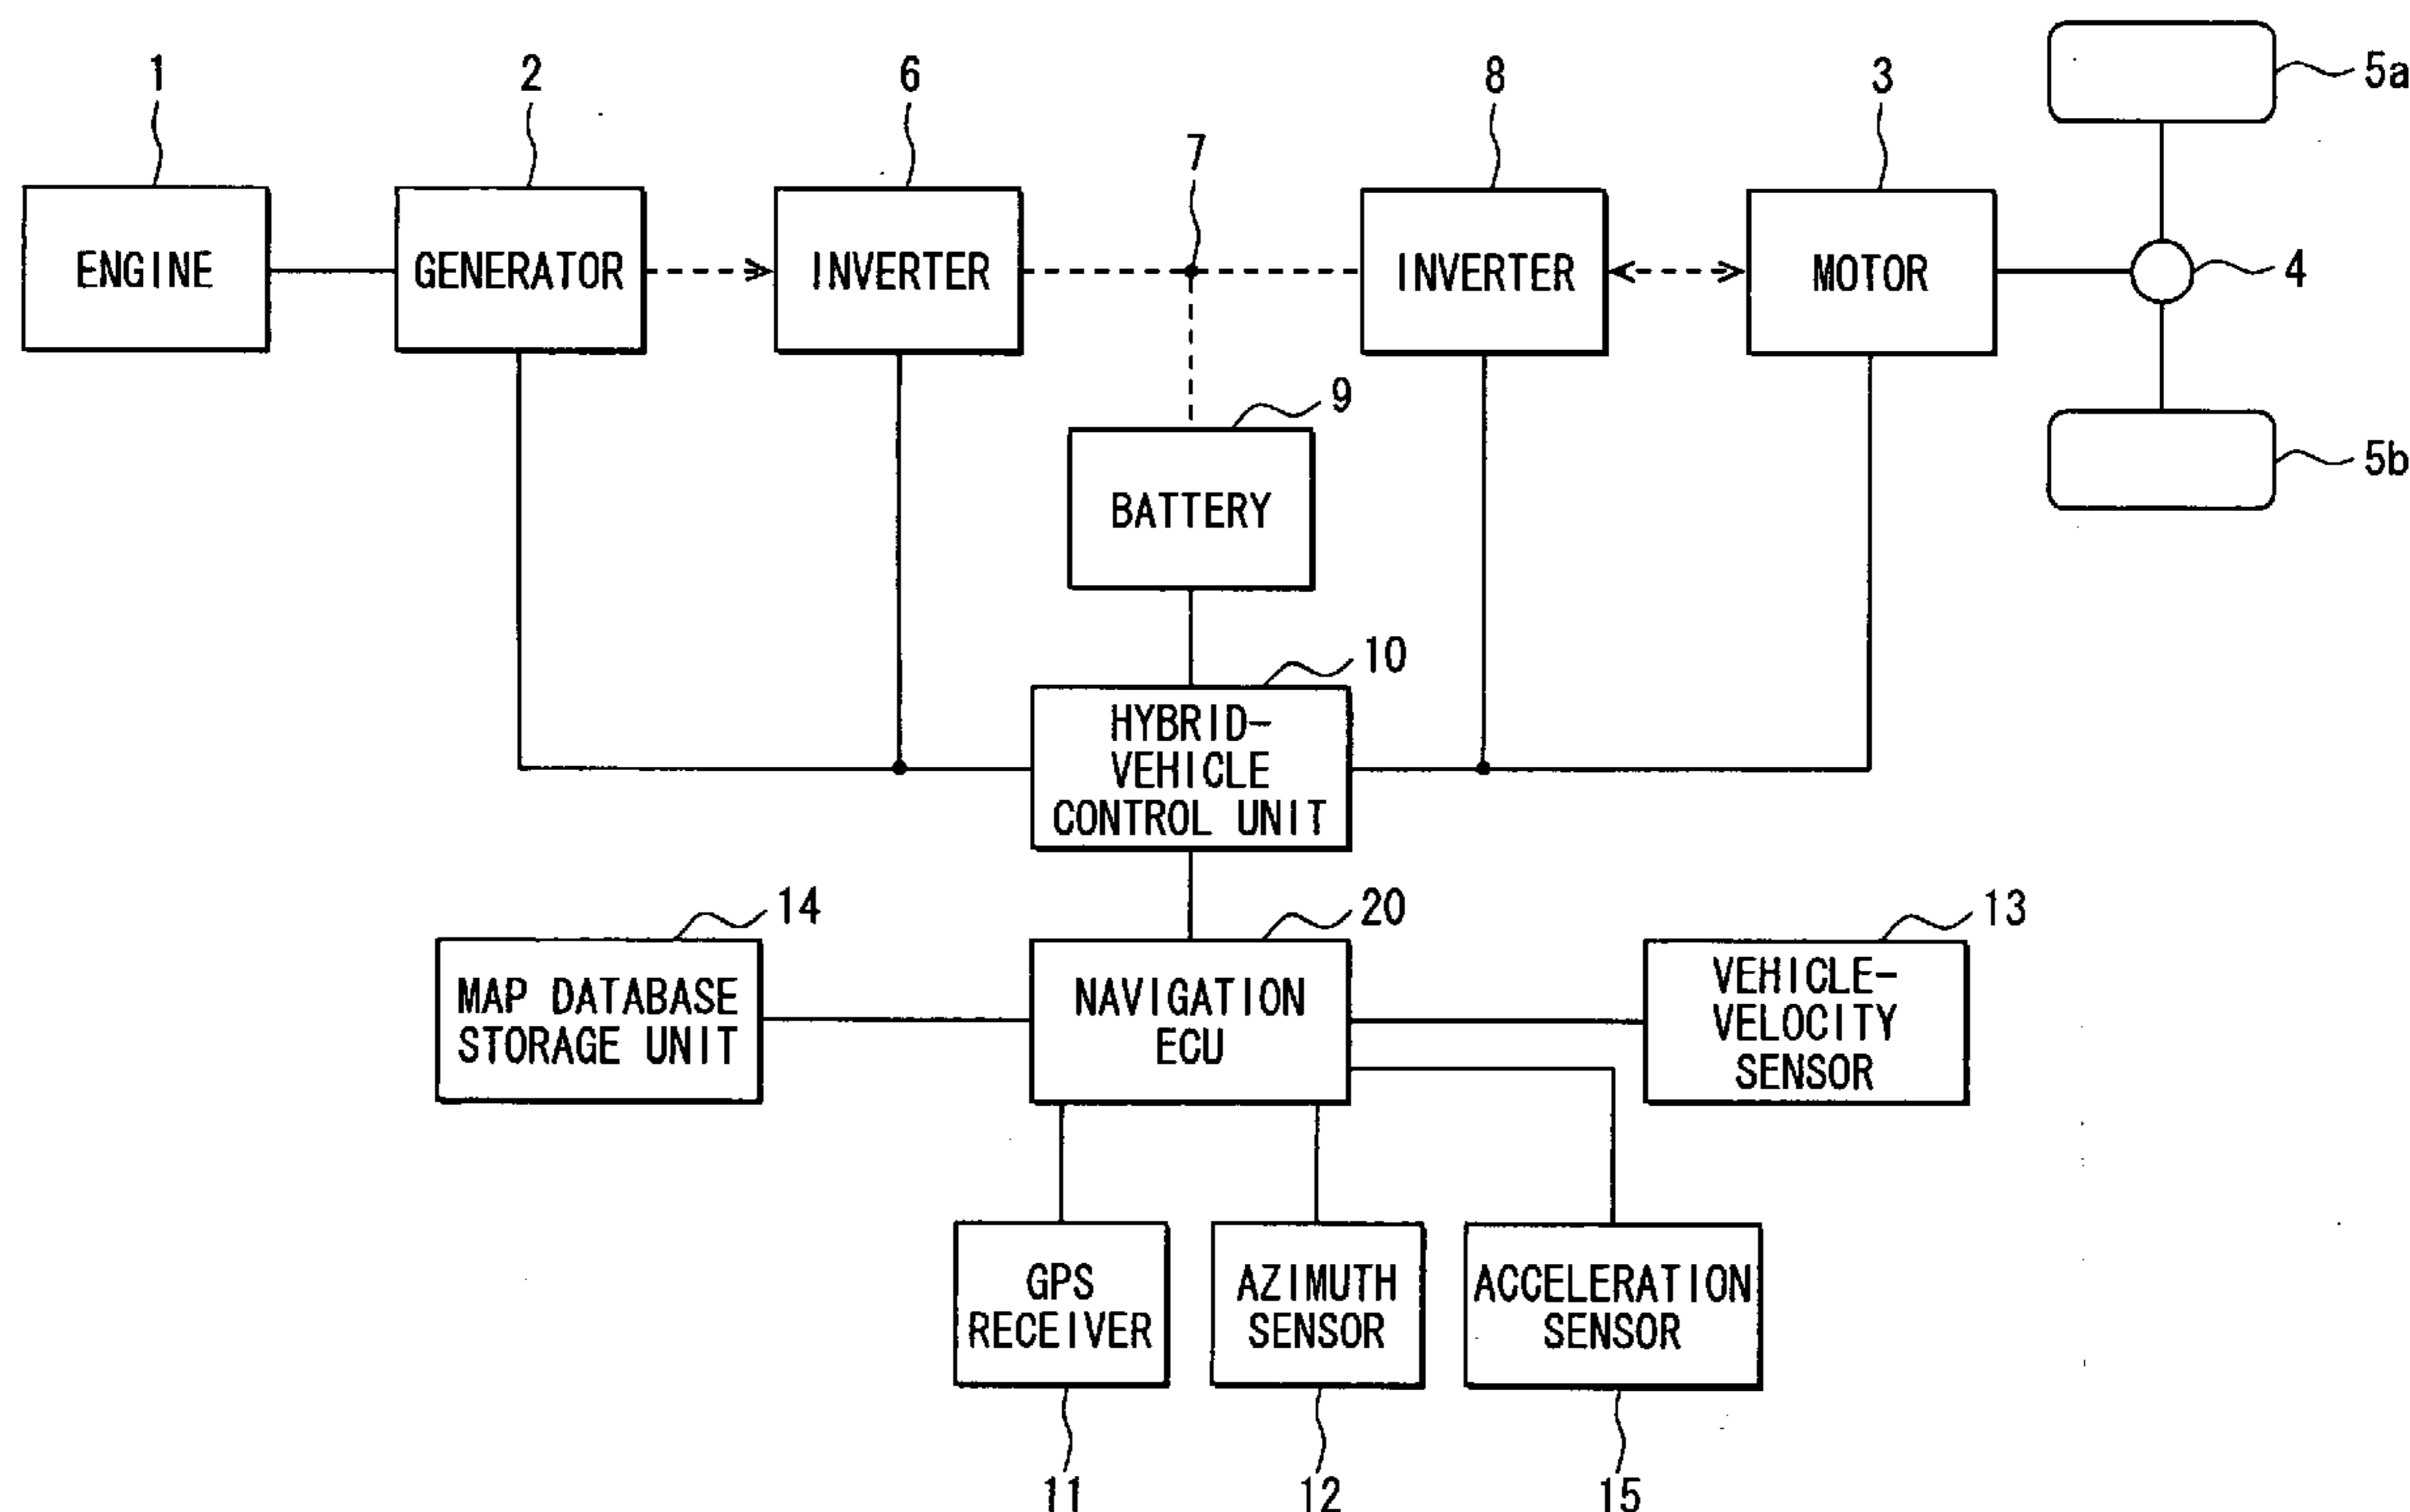 1
2
6
7
8
3
5a
ENGINE
GENERATOR
INVERTER
INVERTER
MOTOR
4
9
5b
BATTERY
10
HYBRID-
VEHICLE
CONTROL UNIT
14
20
13
MAP DATABASE
STORAGE UNIT
NAVIGATION
ECU
VEHICLE-
VELOCITY
SENSOR
GPS
RECEIVER
AZIMUTH
SENSOR
ACCELERATION
SENSOR
11
12
15